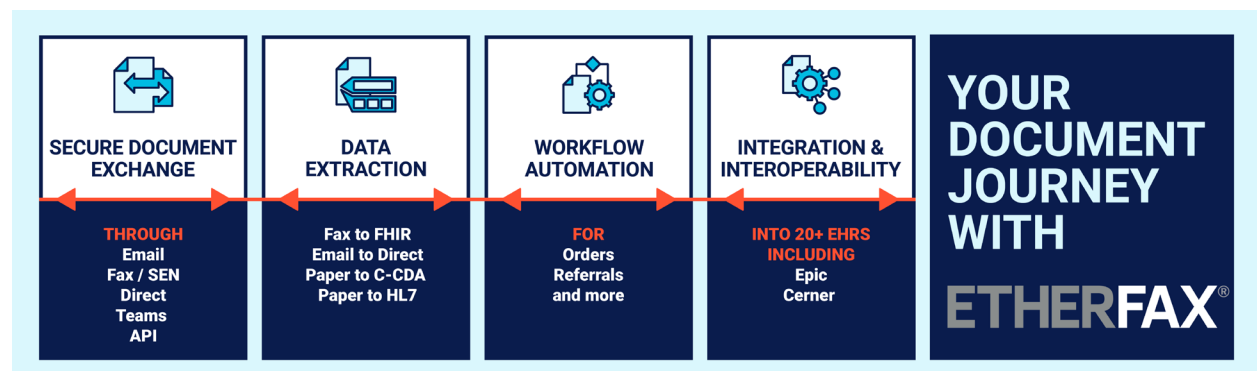 SECURE DOCUMENT
EXCHANGE
THROUGH
Email
Fax / SEN
Direct
Teams
API
DATA
EXTRACTION
Fax to FHIR
Email to Direct
Paper to C-CDA
Paper to HL7
WORKFLOW
AUTOMATION
FOR
Orders
Referrals
and more
INTEGRATION &
INTEROPERABILITY
INTO 20+ EHRS
INCLUDING
Epic
Cerner
YOUR
DOCUMENT
JOURNEY
WITH
ETHERFAX®